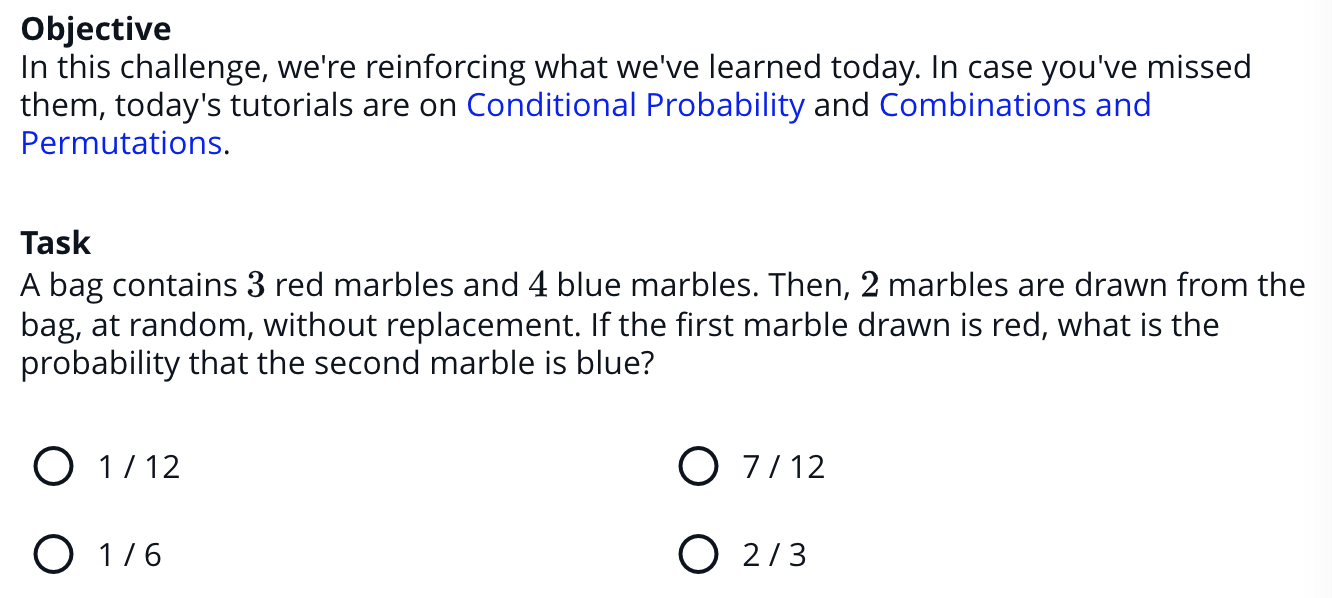 Objective
In this challenge, we're reinforcing what we've learned today. In case you've missed
them, today's tutorials are on Conditional Probability and Combinations and
Permutations.
Task
A bag contains 3 red marbles and 4 blue marbles. Then, 2 marbles are drawn from the
bag, at random, without replacement. If the first marble drawn is red, what is the
probability that the second marble is blue?
1 / 12
7 / 12
1 / 6
2 / 3